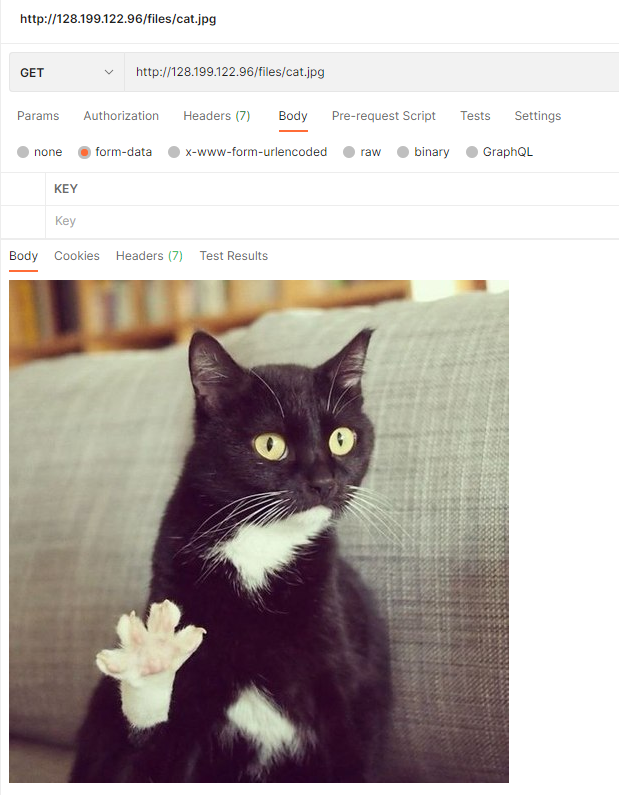 http://128.199.122.96/files/cat.jpg
GET http://128.199.122.96/files/cat.jpg
Params Authorization Headers (7) Body Pre-request Script Tests Settings
none form-data x-www-form-urlencoded raw binary GraphQL
KEY
Key
Body Cookies Headers (7) Test Results